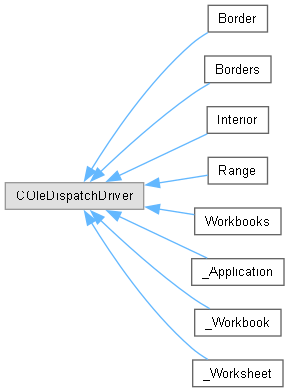 Border
Borders
Interior
Range
COleDispatchDriver
Workbooks
_Application
_Workbook
_Worksheet